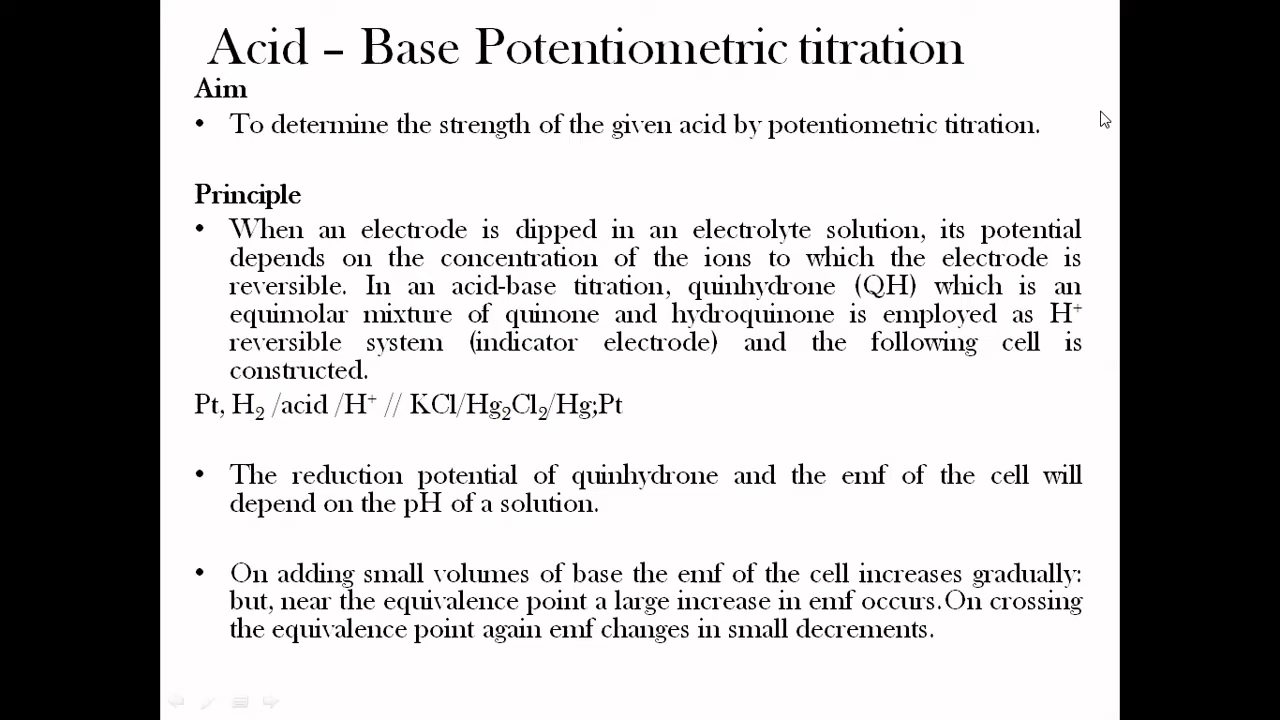 Acid – Base Potentiometric titration
Aim
• To determine the strength of the given acid by potentiometric titration.
Principle
• When an electrode is dipped in an electrolyte solution, its potential
depends on the concentration of the ions to which the electrode is
reversible. In an acid-base titration, quinhydrone (QH) which is an
equimolar mixture of quinone and hydroquinone is employed as H⁺
reversible system (indicator electrode) and the following cell is
constructed.
Pt, H₂ /acid /H⁺ // KCl/Hg₂Cl₂/Hg;Pt
• The reduction potential of quinhydrone and the emf of the cell will
depend on the pH of a solution.
• On adding small volumes of base the emf of the cell increases gradually:
but, near the equivalence point a large increase in emf occurs. On crossing
the equivalence point again emf changes in small decrements.